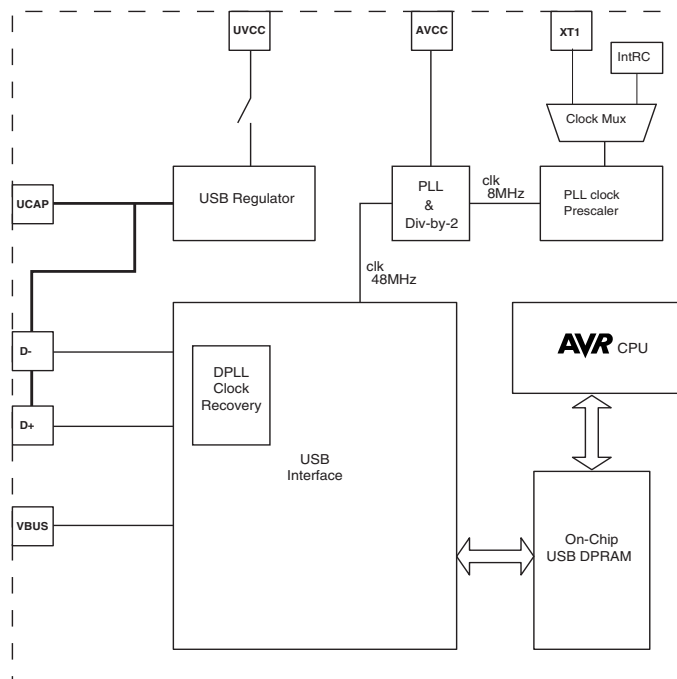 UVCC
AVCC
XT1
IntRC
Clock Mux
UCAP
USB Regulator
PLL
&
Div-by-2
clk
8MHz
PLL clock
Prescaler
clk
48MHz
D-
DPLL
Clock
Recovery
AVR CPU
D+
USB
Interface
VBUS
On-Chip
USB DPRAM